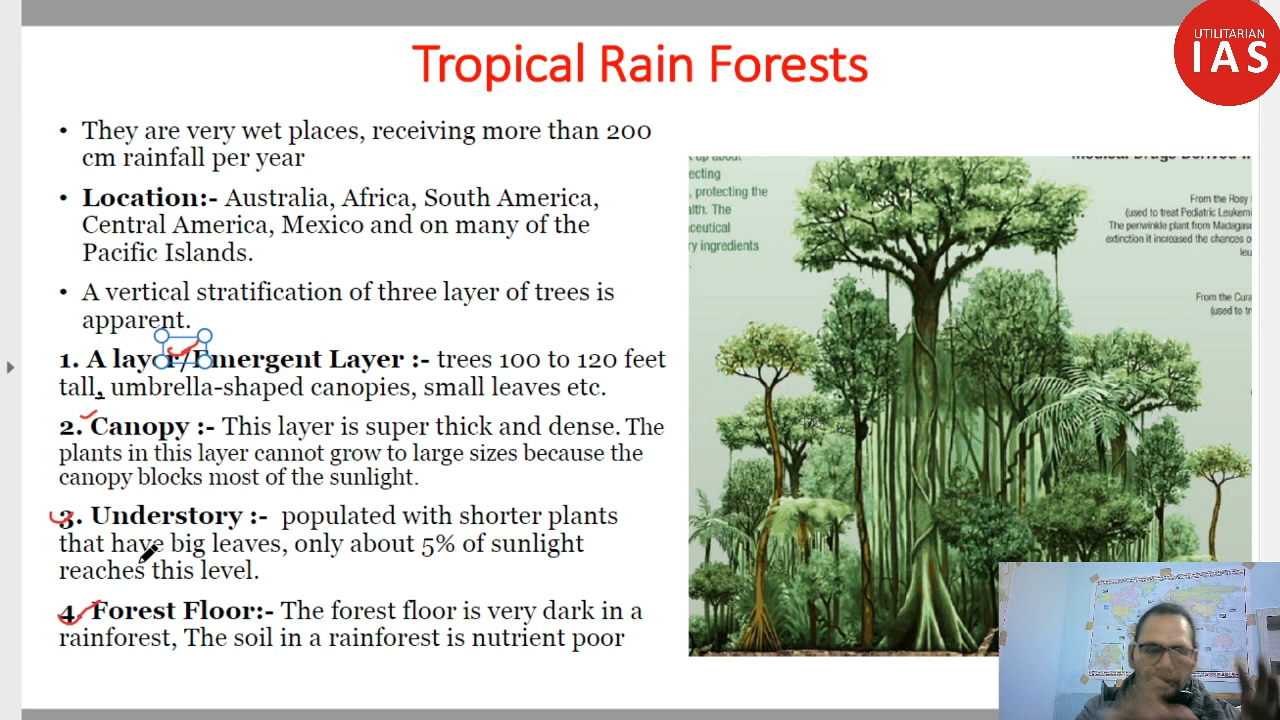 Tropical Rain Forests
UTILITARIAN
IAS
• They are very wet places, receiving more than 200
cm rainfall per year
• Location:- Australia, Africa, South America,
Central America, Mexico and on many of the
Pacific Islands.
• A vertical stratification of three layer of trees is
apparent.
1. A layer/Emergent Layer :- trees 100 to 120 feet
tall, umbrella-shaped canopies, small leaves etc.
2. Canopy :- This layer is super thick and dense. The
plants in this layer cannot grow to large sizes because the
canopy blocks most of the sunlight.
3. Understory :- populated with shorter plants
that have big leaves, only about 5% of sunlight
reaches this level.
4. Forest Floor:- The forest floor is very dark in a
rainforest, The soil in a rainforest is nutrient poor
up about
ecting
, protecting the
alth. The
ceutical
ry ingredients
.
Medical Drugs Derived
From the Rosy
(used to treat Pediatric Leukemi
The periwinkle plant from Madagasc
extinction it increased the chances o
leu
From the Cura
(used to tr